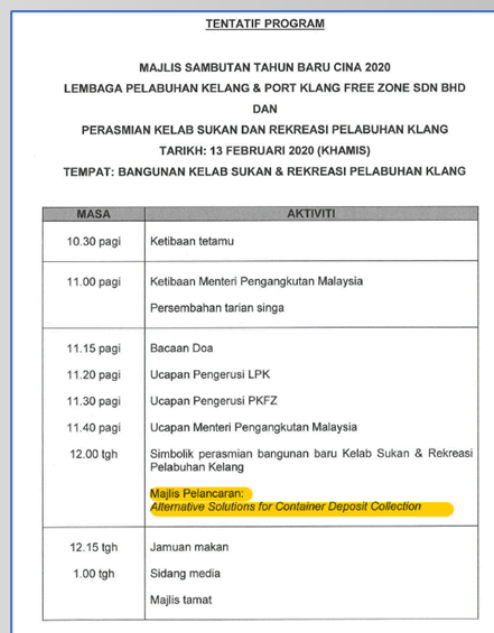 TENTATIF PROGRAM
MAJLIS SAMBUTAN TAHUN BARU CINA 2020
LEMBAGA PELABUHAN KELANG & PORT KLANG FREE ZONE SDN BHD
DAN
PERASMIAN KELAB SUKAN DAN REKREASI PELABUHAN KLANG
TARIKH: 13 FEBRUARI 2020 (KHAMIS)
TEMPAT: BANGUNAN KELAB SUKAN & REKREASI PELABUHAN KLANG
MASA AKTIVITI
10.30 pagi Ketibaan tetamu
11.00 pagi Ketibaan Menteri Pengangkutan Malaysia
Persembahan tarian singa
11.15 pagi Bacaan Doa
11.20 pagi Ucapan Pengerusi LPK
11.30 pagi Ucapan Pengerusi PKFZ
11.40 pagi Ucapan Menteri Pengangkutan Malaysia
12.00 tgh Simbolik perasmian bangunan baru Kelab Sukan & Rekreasi
Pelabuhan Kelang
Majlis Pelancaran:
Alternative Solutions for Container Deposit Collection
12.15 tgh Jamuan makan
1.00 tgh Sidang media
Majlis tamat